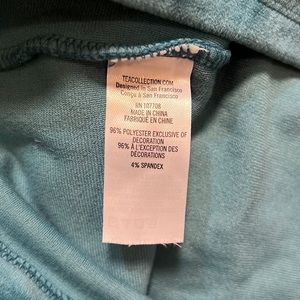 TEACOLLECTION.COM
Designed in San Francisco
Conçu à San Francisco
RN 107708
MADE IN CHINA
FABRIQUÉ EN CHINE
96% POLYESTER EXCLUSIVE OF
DECORATION
96% À L'EXCEPTION DES
DÉCORATIONS
4% SPANDEX